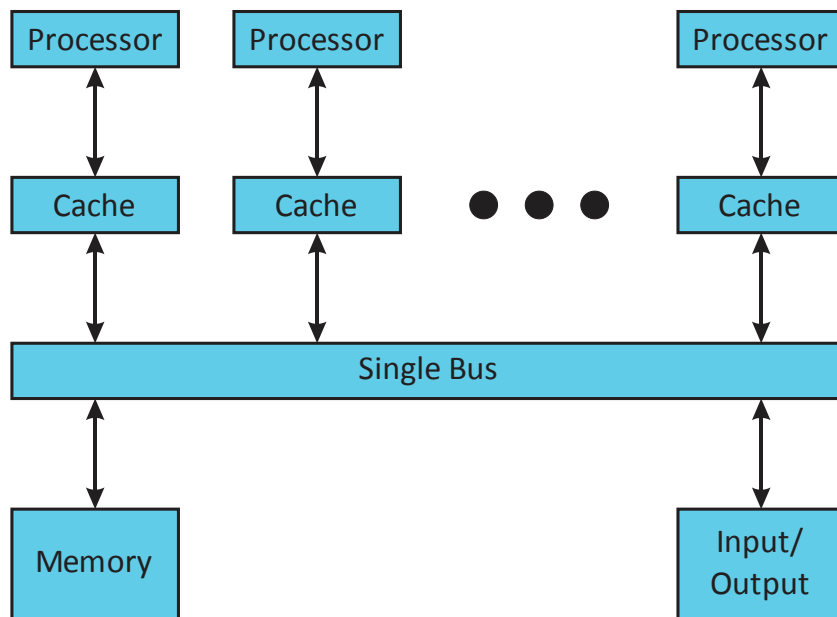 Processor
Processor
Processor
Cache
Cache
Cache
Single Bus
Memory
Input/
Output